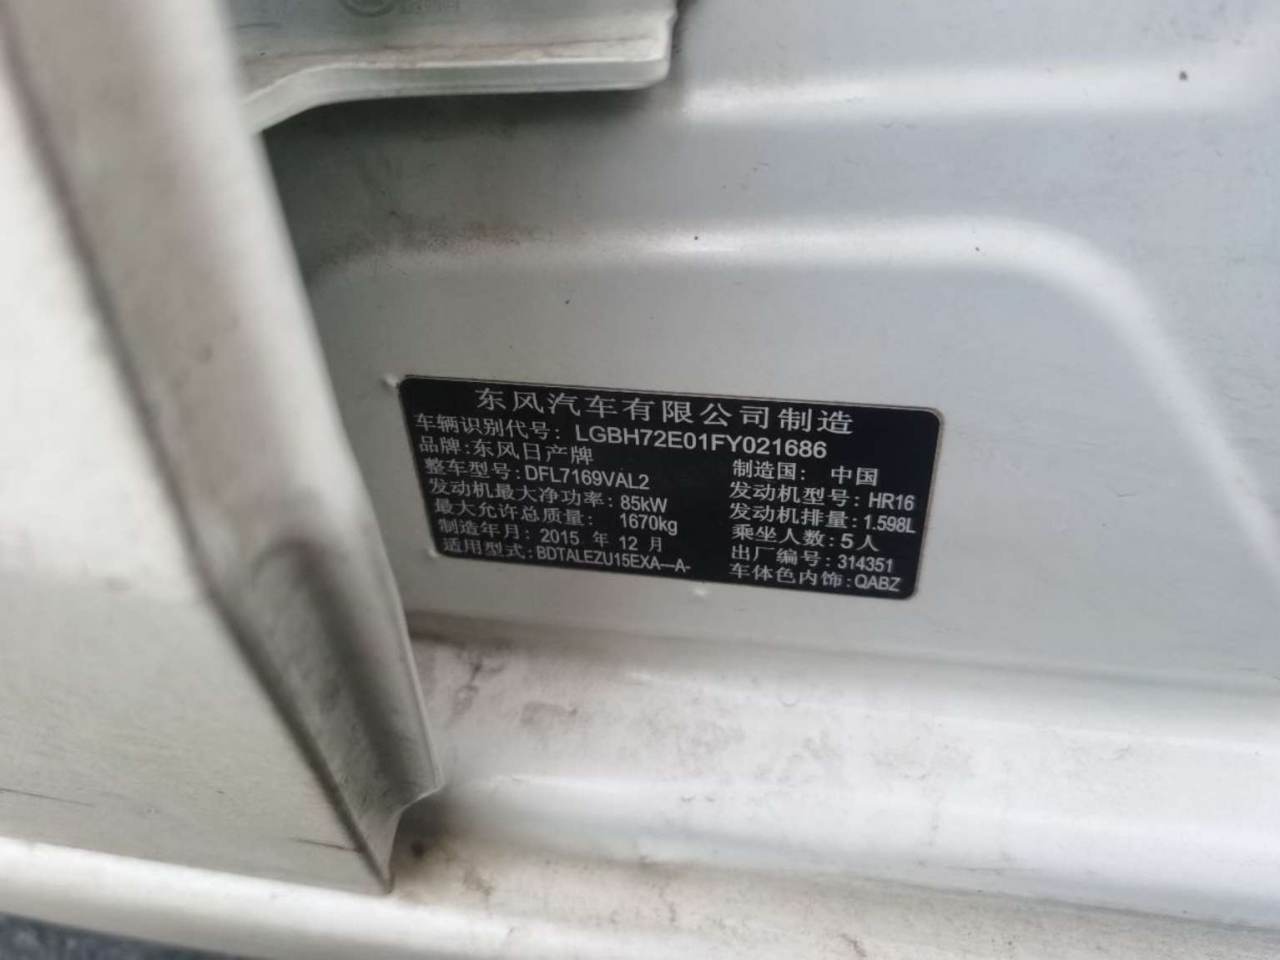 东风汽车有限公司制造
车辆识别代号: LGBH72E01FY021686
品牌:东风日产牌 制造国: 中国
整车型号: DFL7169VAL2 发动机型号: HR16
发动机最大净功率: 85kW 发动机排量: 1.598L
最大允许总质量: 1670kg 乘坐人数: 5人
制造年月: 2015 年 12 月 出厂编号: 314351
适用型式: BDTALEZU15EXA—A- 车体色内饰: QABZ